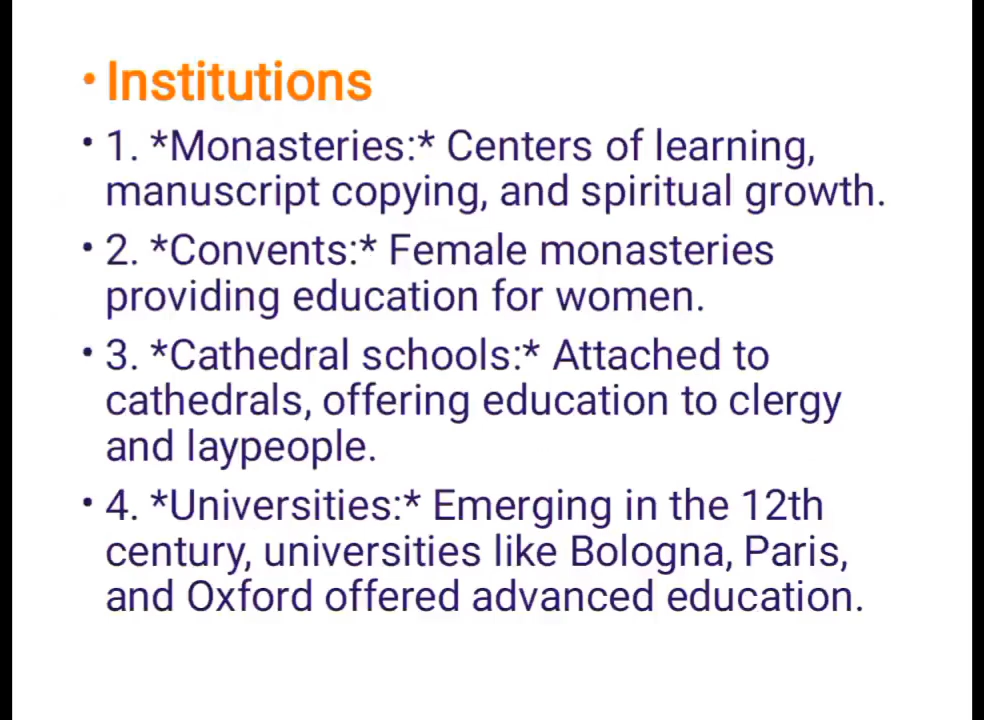 • Institutions
• 1. *Monasteries:* Centers of learning,
manuscript copying, and spiritual growth.
• 2. *Convents:* Female monasteries
providing education for women.
• 3. *Cathedral schools:* Attached to
cathedrals, offering education to clergy
and laypeople.
• 4. *Universities:* Emerging in the 12th
century, universities like Bologna, Paris,
and Oxford offered advanced education.